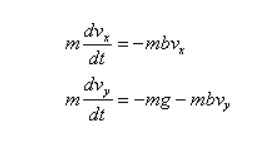 m dv_x/dt = -mbv_x
m dv_y/dt = -mg - mbv_y